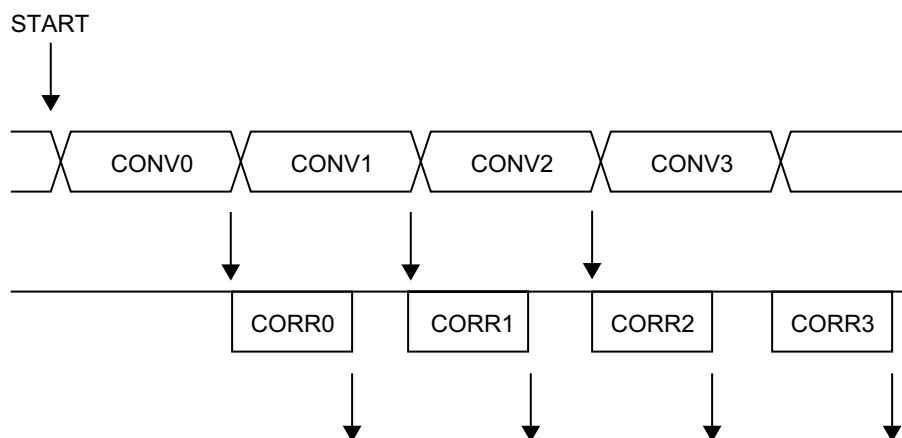 START
CONV0 CONV1 CONV2 CONV3
CORR0 CORR1 CORR2 CORR3